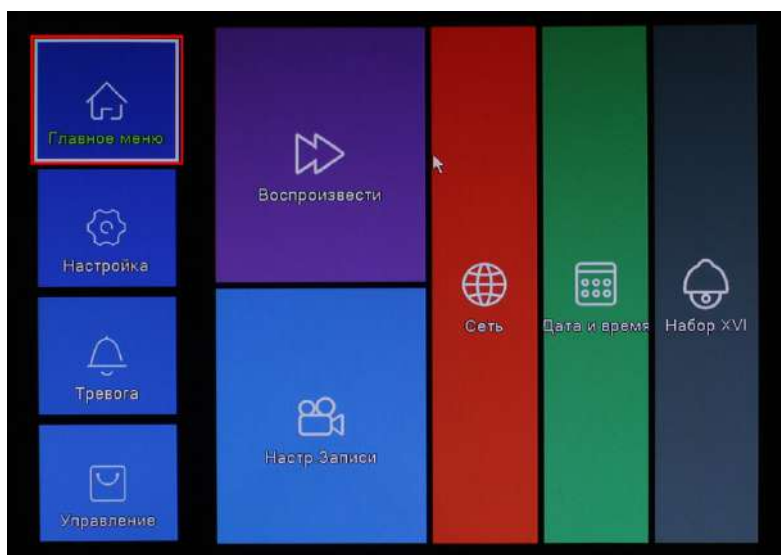 Главное меню
Настройка
Тревога
Управление
Воспроизвести
Настр.Записи
Сеть
Дата и время
Набор XVI